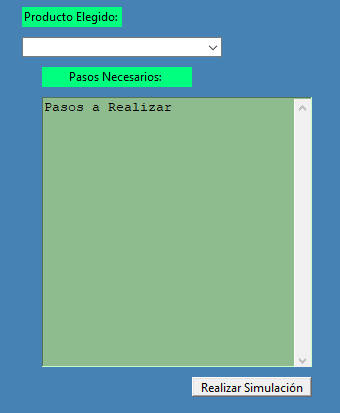 Producto Elegido:
Pasos Necesarios:
Pasos a Realizar
Realizar Simulación